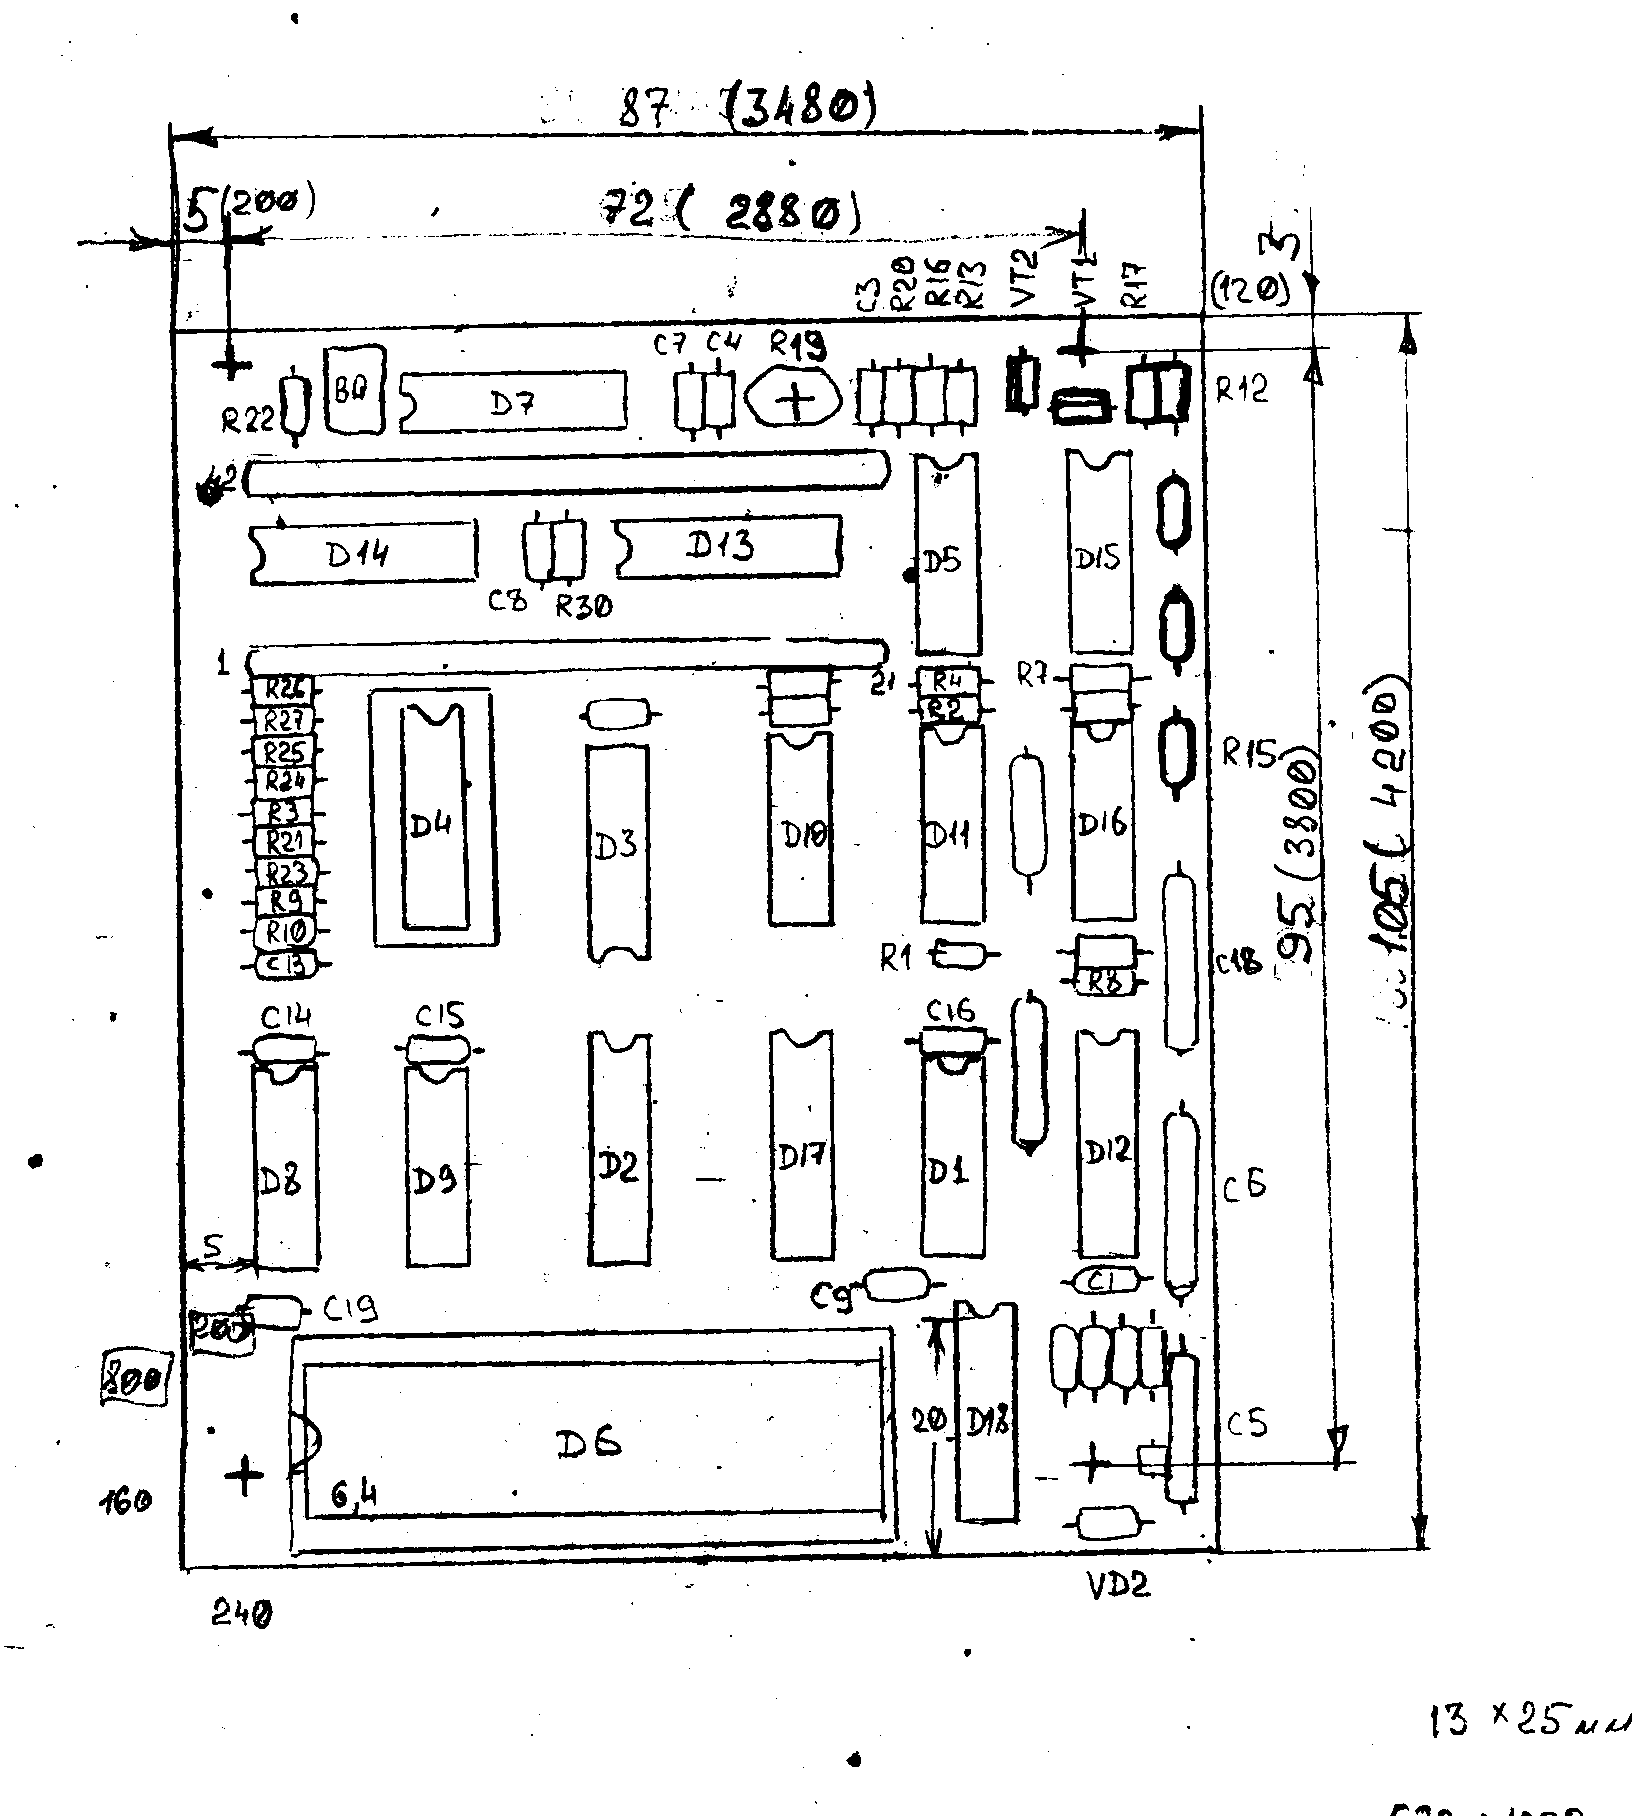 87 (3480)
5 (200)
72 ( 2880)
3
(120)
C3
R20
R16
R13
VT2
VT1
R17
C7 C4 R19
R22
BQ
D7
R12
42
D14
D13
D5
D15
C8 R30
1
21
R26
R27
R25
R24
R3
R21
R23
R9
R10
C13
R4
R2
R7
R15
D4
D3
D10
D11
D16
95 (3800)
105 ( 4200)
R1
R8
C18
C14
C15
C16
D8
D9
D2
D17
D1
D12
C6
5
C19
C9
C1
200
800
D6
20
D18
C5
6,4
160
VD2
240
13 × 25 мм